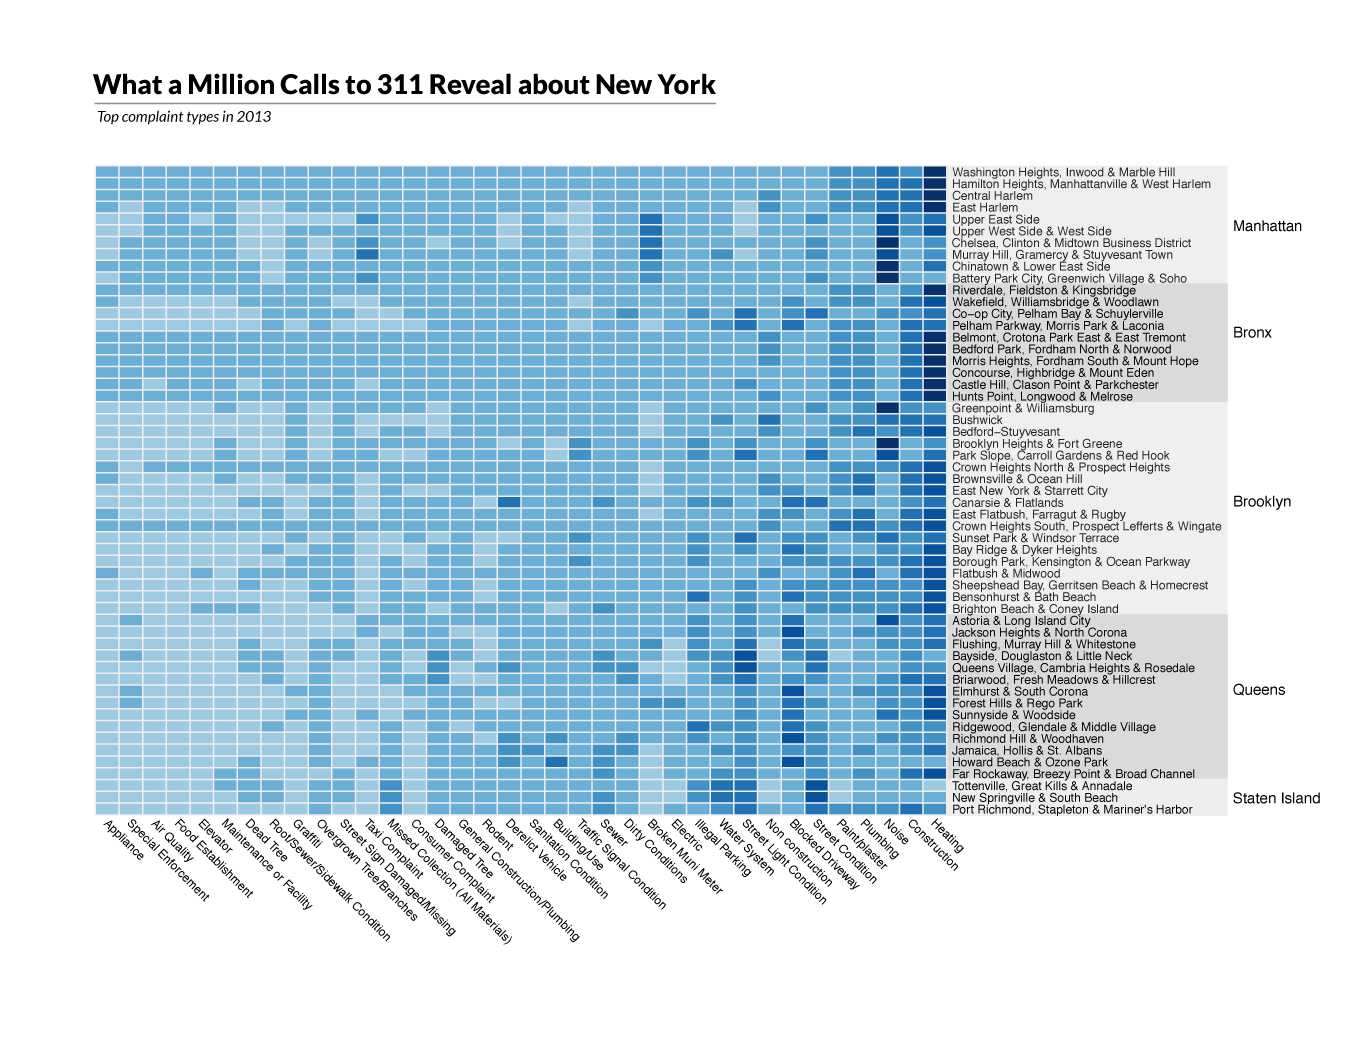 What a Million Calls to 311 Reveal about New York
Top complaint types in 2013
Washington Heights, Inwood & Marble Hill
Hamilton Heights, Manhattanville & West Harlem
Central Harlem
East Harlem
Upper East Side
Manhattan
Upper West Side & West Side
Chelsea, Clinton & Midtown Business District
Murray Hill, Gramercy & Stuyvesant Town
Chinatown & Lower East Side
Battery Park City, Greenwich Village & Soho
Riverdale, Fieldston & Kingsbridge
Wakefield, Williamsbridge & Woodlawn
Co−op City, Pelham Bay & Schuylerville
Pelham Parkway, Morris Park & Laconia
Bronx
Belmont, Crotona Park East & East Tremont
Bedford Park, Fordham North & Norwood
Morris Heights, Fordham South & Mount Hope
Concourse, Highbridge & Mount Eden
Castle Hill, Clason Point & Parkchester
Hunts Point, Longwood & Melrose
Greenpoint & Williamsburg
Bushwick
Bedford−Stuyvesant
Brooklyn Heights & Fort Greene
Park Slope, Carroll Gardens & Red Hook
Crown Heights North & Prospect Heights
Brownsville & Ocean Hill
East New York & Starrett City
Canarsie & Flatlands
Brooklyn
East Flatbush, Farragut & Rugby
Crown Heights South, Prospect Lefferts & Wingate
Sunset Park & Windsor Terrace
Bay Ridge & Dyker Heights
Borough Park, Kensington & Ocean Parkway
Flatbush & Midwood
Sheepshead Bay, Gerritsen Beach & Homecrest
Bensonhurst & Bath Beach
Brighton Beach & Coney Island
Astoria & Long Island City
Jackson Heights & North Corona
Flushing, Murray Hill & Whitestone
Bayside, Douglaston & Little Neck
Queens Village, Cambria Heights & Rosedale
Briarwood, Fresh Meadows & Hillcrest
Elmhurst & South Corona
Queens
Forest Hills & Rego Park
Sunnyside & Woodside
Ridgewood, Glendale & Middle Village
Richmond Hill & Woodhaven
Jamaica, Hollis & St. Albans
Howard Beach & Ozone Park
Far Rockaway, Breezy Point & Broad Channel
Tottenville, Great Kills & Annadale
New Springville & South Beach
Staten Island
Port Richmond, Stapleton & Mariner's Harbor
Appliance
Special Enforcement
Air Quality
Food Establishment
Elevator
Maintenance or Facility
Dead Tree
Root/Sewer/Sidewalk Condition
Graffiti
Overgrown Tree/Branches
Street Sign Damaged/Missing
Taxi Complaint
Missed Collection (All Materials)
Consumer Complaint
Damaged Tree
General Construction/Plumbing
Rodent
Derelict Vehicle
Sanitation Condition
Building/Use
Traffic Signal Condition
Sewer
Dirty Conditions
Broken Muni Meter
Electric
Illegal Parking
Water System
Street Light Condition
Non construction
Blocked Driveway
Street Condition
Paint/plaster
Plumbing
Noise
Construction
Heating